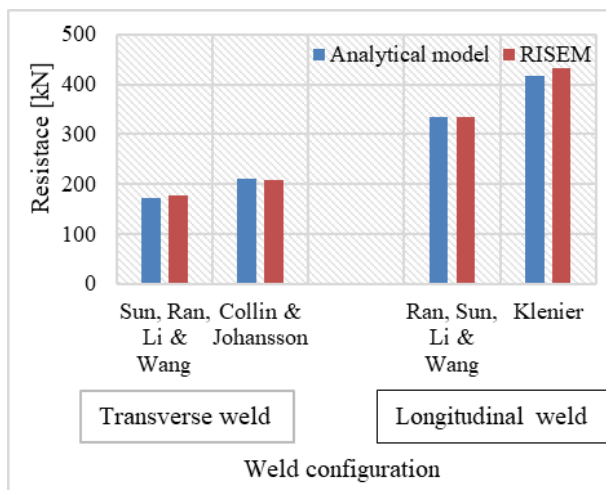 500
400
300
200
100
0
Resistace [kN]
Analytical model RISEM
Sun, Ran, Collin & Ran, Sun, Klenier
Li & Johansson Li &
Wang Wang
Transverse weld Longitudinal weld
Weld configuration